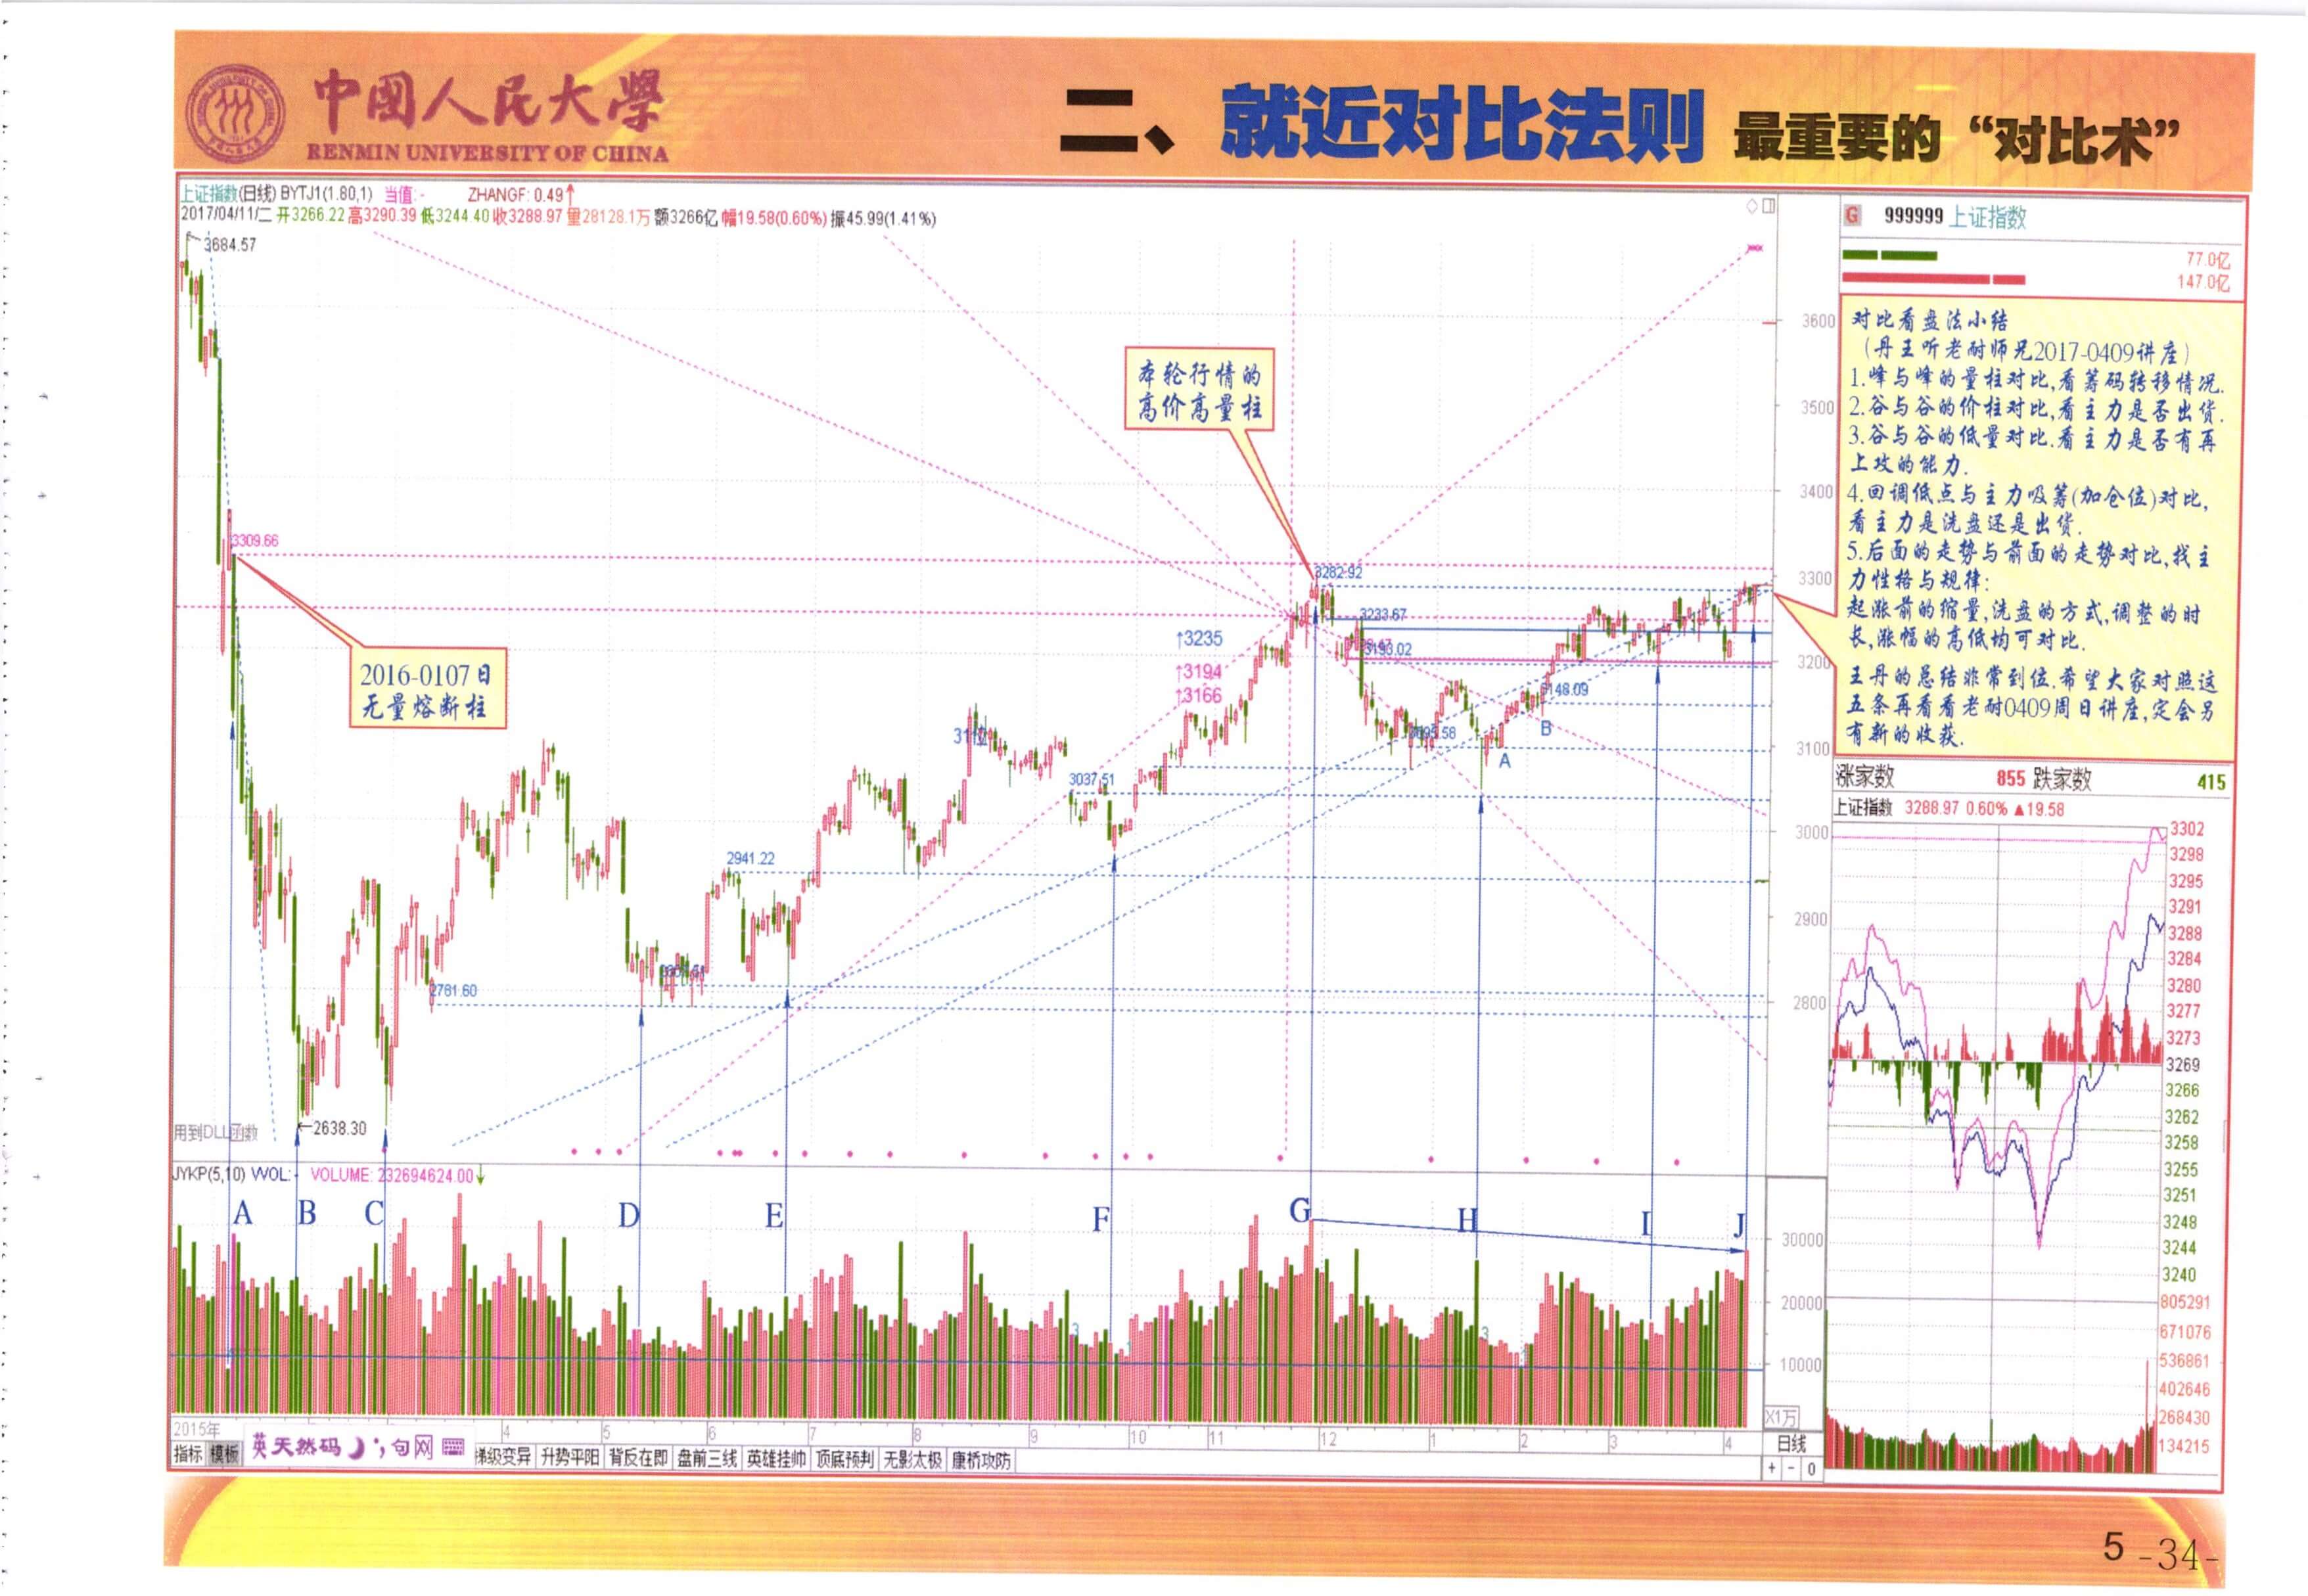 中国人民大学
RENMIN UNIVERSITY OF CHINA
二、就近对比法则 最重要的“对比术”
上证指数(日线) BYTJ1(1.80,1) 当值:- ZHANGF: 0.49↑
2017/04/11/二 开3266.22 高3290.39 低3244.40 收3288.97 量28128.1万 额3266亿 幅19.58(0.60%) 振45.99(1.41%)
3684.57
3309.66
2016-0107日
无量熔断柱
本轮行情的
高价高量柱
3282.92
3233.67
3193.02
↑3235
↑3194
↑3166
3148.09
B
A
3037.51
2941.22
2781.60
←2638.30
3600
3500
3400
3300
3200
3100
3000
2900
2800
用到DLL函数
JYKP(5,10) VVOL: - VOLUME: 232694624.00↓
A B C D E F G H I J
3
3
30000
20000
10000
X1万
2015年 4 5 6 7 8 9 10 11 12 1 2 3 4 日线
指标 模板 英天然码 句网 梯级变异 升势平阳 背反在即 盘前三线 英雄挂帅 顶底预判 无影太极 康桥攻防 + - 0
G 999999 上证指数
77.0亿
147.0亿
对比看盘法小结
(丹王听老耐师兄2017-0409讲座)
1.峰与峰的量柱对比,看筹码转移情况.
2.谷与谷的价柱对比,看主力是否出货.
3.谷与谷的低量对比.看主力是否有再
上攻的能力.
4.回调低点与主力吸筹(加仓位)对比,
看主力是洗盘还是出货.
5.后面的走势与前面的走势对比,找主
力性格与规律:
起涨前的缩量,洗盘的方式,调整的时
长,涨幅的高低均可对比.
王丹的总结非常到位.希望大家对照这
五条再看看老耐0409周日讲座,定会另
有新的收获.
涨家数 855 跌家数 415
上证指数 3288.97 0.60% ▲19.58
3302
3298
3295
3291
3288
3284
3280
3277
3273
3269
3266
3262
3258
3255
3251
3248
3244
3240
805291
671076
536861
402646
268430
134215
5 -34-